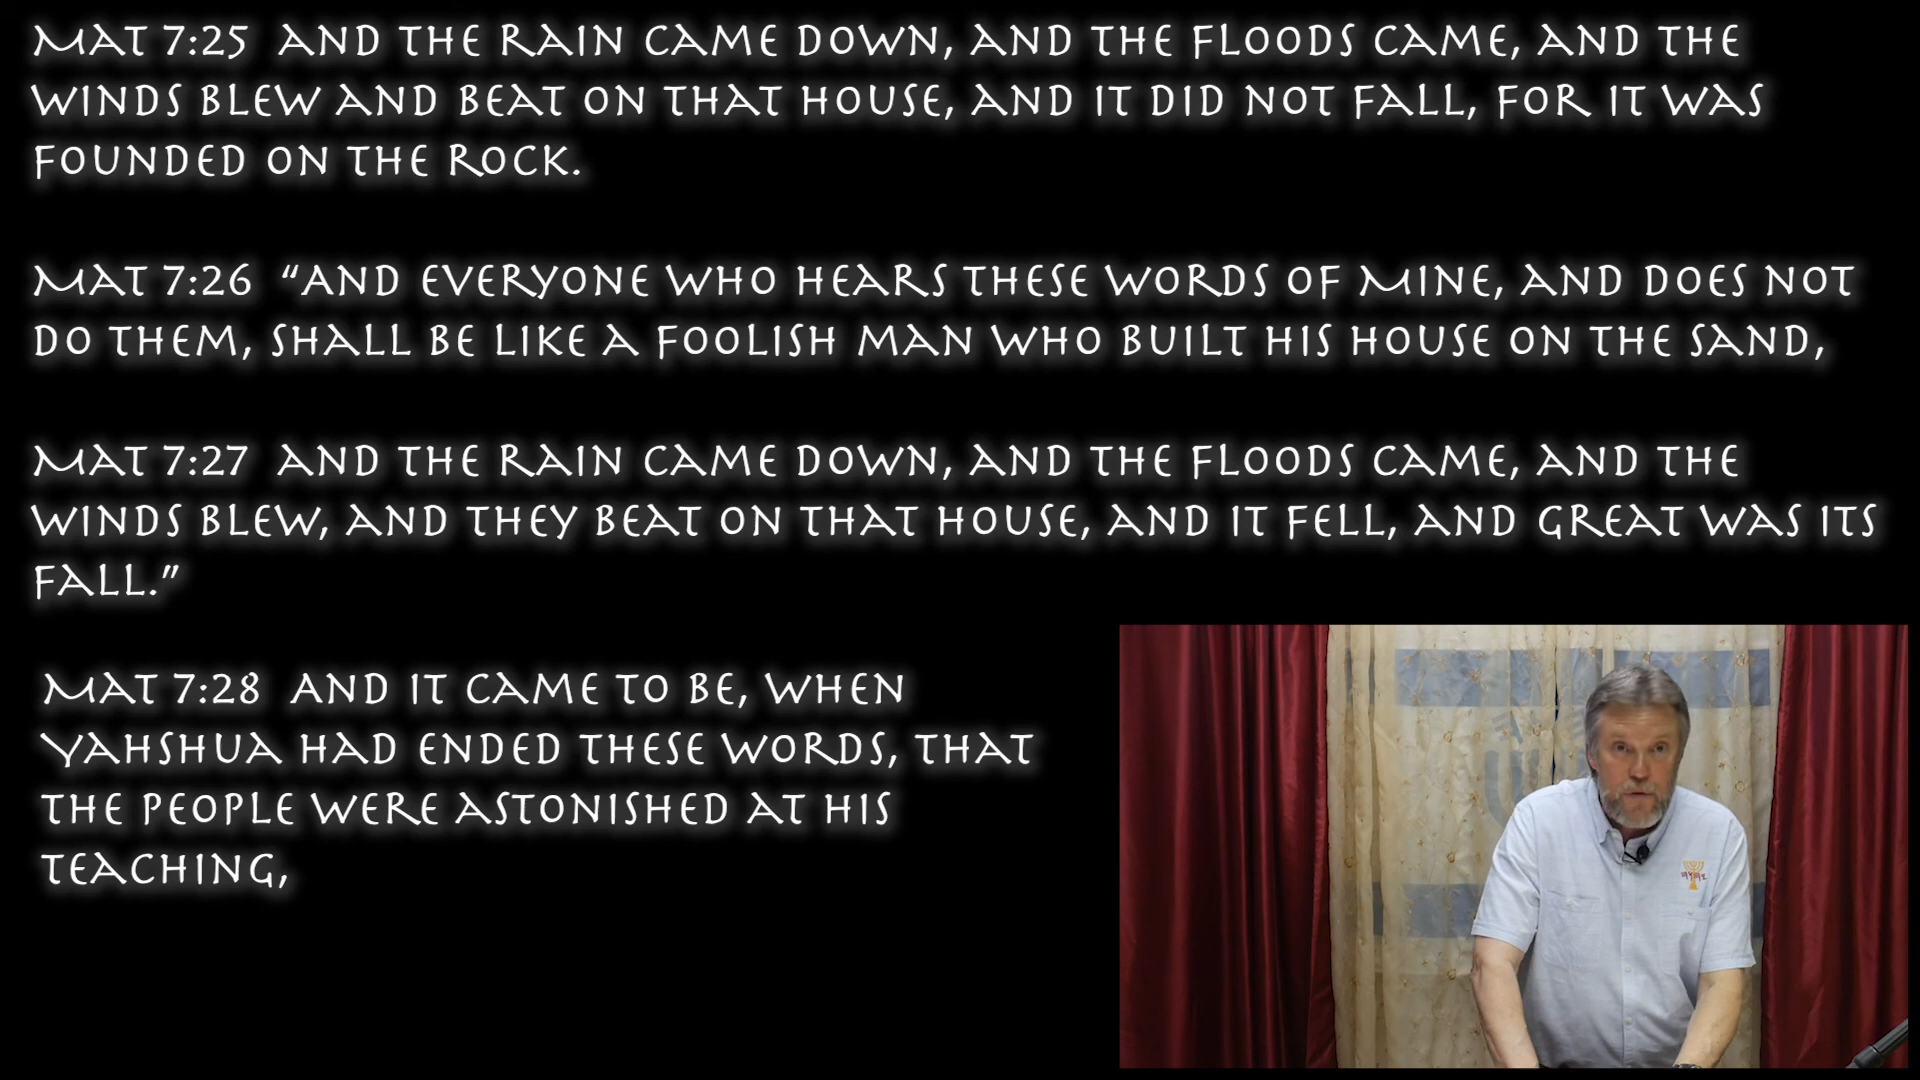 Mat 7:25  and the rain came down, and the floods came, and the
winds blew and beat on that house, and it did not fall, for it was
founded on the rock.
Mat 7:26  “And everyone who hears these words of Mine, and does not
do them, shall be like a foolish man who built his house on the sand,
Mat 7:27  and the rain came down, and the floods came, and the
winds blew, and they beat on that house, and it fell, and great was its
fall.”
Mat 7:28  And it came to be, when
Yahshua had ended these words, that
the people were astonished at His
teaching,